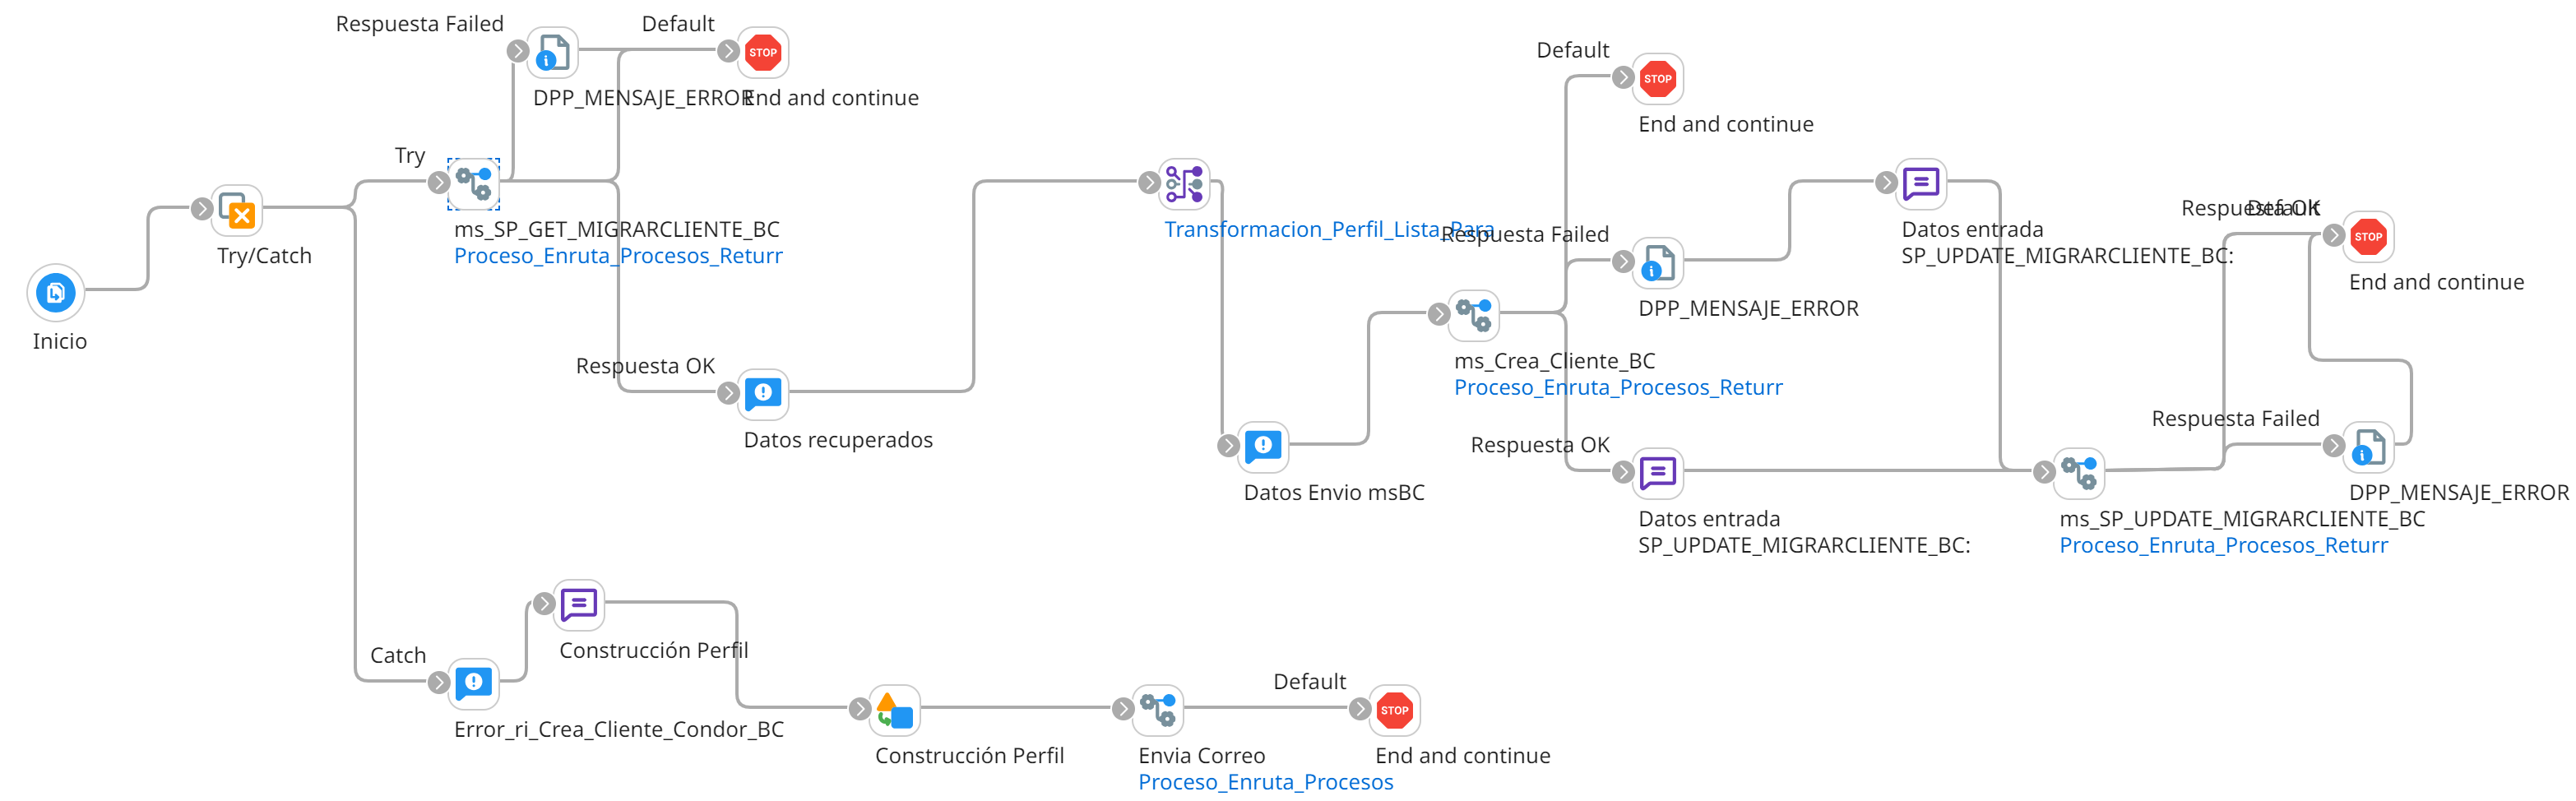 Respuesta Failed
Default
STOP
DPP_MENSAJE_ERROR
End and continue
Try
Try/Catch
Inicio
ms_SP_GET_MIGRARCLIENTE_BC
Proceso_Enruta_Procesos_Returr
Respuesta OK
Datos recuperados
Transformacion_Perfil_Lista_Para
Datos Envio msBC
Default
STOP
End and continue
Respuesta Failed
DPP_MENSAJE_ERROR
ms_Crea_Cliente_BC
Proceso_Enruta_Procesos_Returr
Respuesta OK
Datos entrada
SP_UPDATE_MIGRARCLIENTE_BC:
Datos entrada
SP_UPDATE_MIGRARCLIENTE_BC:
Respuesta OK
Default
STOP
End and continue
Respuesta Failed
DPP_MENSAJE_ERROR
ms_SP_UPDATE_MIGRARCLIENTE_BC
Proceso_Enruta_Procesos_Returr
Catch
Error_ri_Crea_Cliente_Condor_BC
Construcción Perfil
Construcción Perfil
Envia Correo
Proceso_Enruta_Procesos
Default
STOP
End and continue